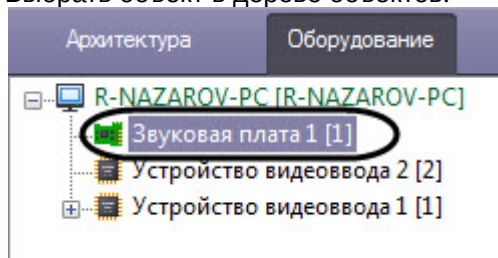 Выбрать объект в дереве объектов.
Архитектура Оборудование
R-NAZAROV-PC [R-NAZAROV-PC]
Звуковая плата 1 [1]
Устройство видеоввода 2 [2]
Устройство видеоввода 1 [1]